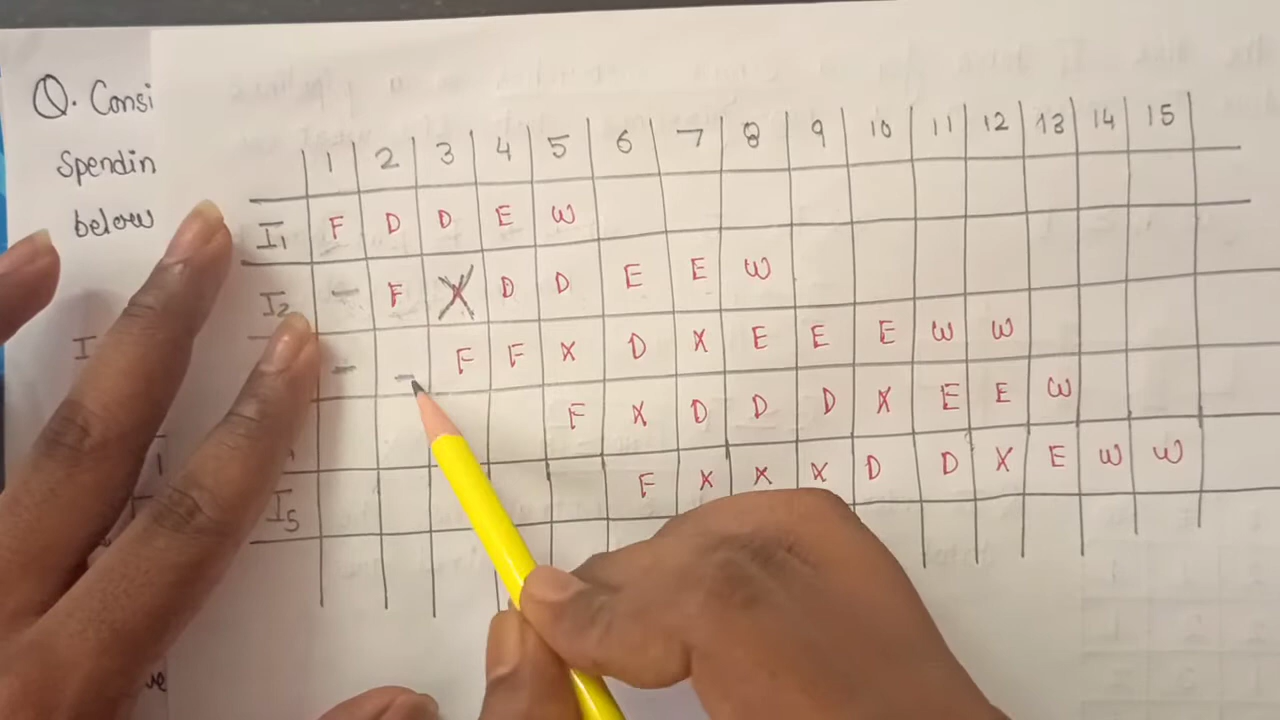 Q. Consi
Spendin
below
1 2 3 4 5 6 7 8 9 10 11 12 13 14 15
I1 F D D E W
I2 - F X D D E E W
I - - F F X D X E E E W W
F X D D D X E E W
I5 F X X X D D X E W W